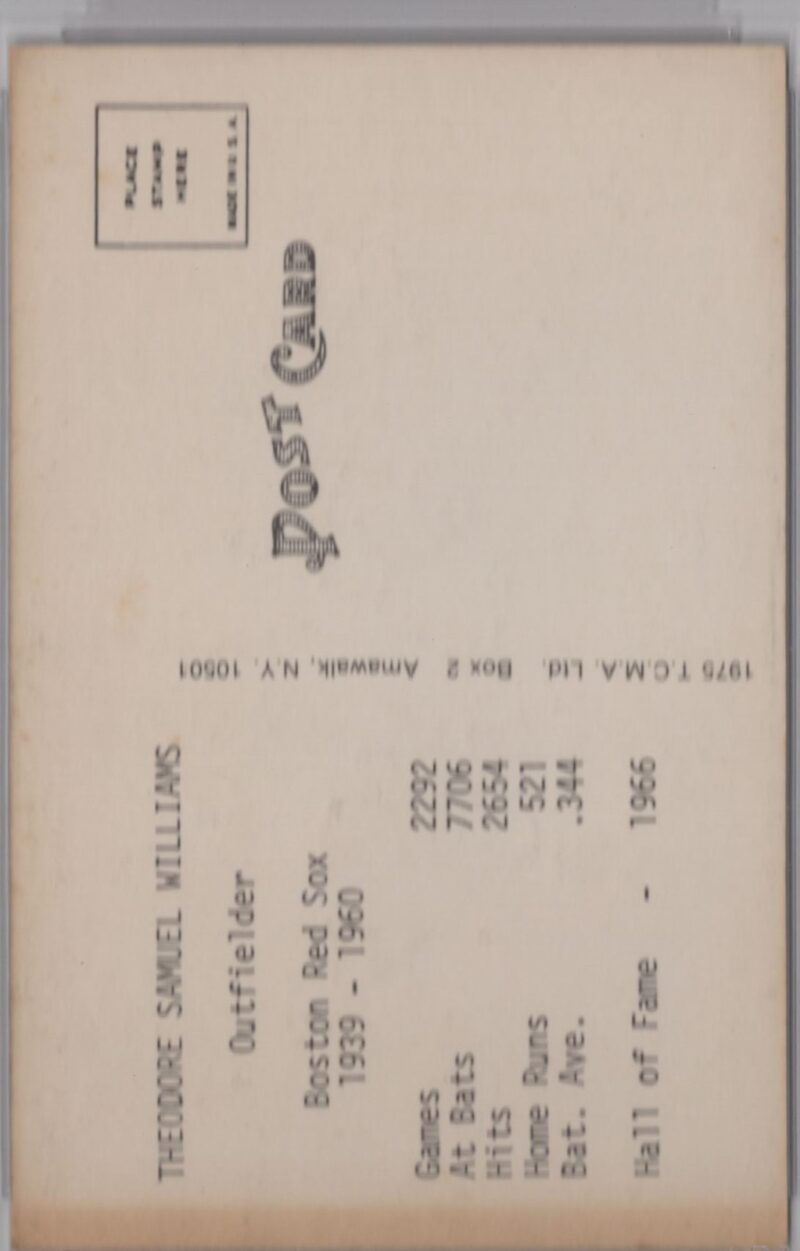 THEODORE SAMUEL WILLIAMS
Outfielder
Boston Red Sox
1939 - 1960
Games 2292
At Bats 7706
Hits 2654
Home Runs 521
Bat. Ave. .344
Hall of Fame - 1966
1975 T.C.M.A. Ltd. Box 2 Amawalk, N.Y. 10501
POST CARD
PLACE
STAMP
HERE
MADE IN U. S. A.